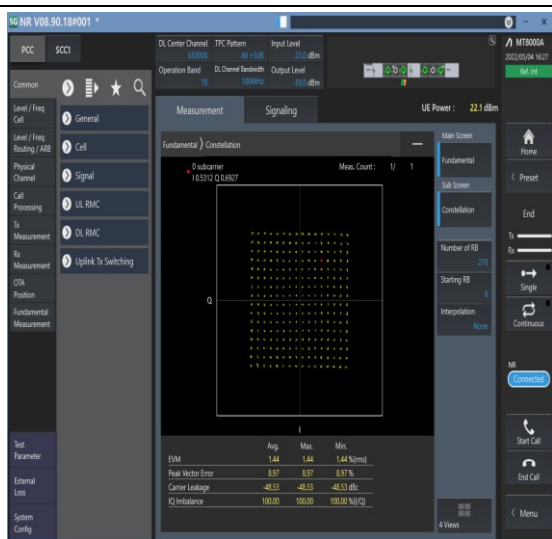 5G NR V08.90.18#001 *
PCC
SCC1
DL Center Channel
650000
TPC Pattern
All +3dB
Input Level
23.0 dBm
Operation Band
78
DL Channel Bandwidth
100MHz
Output Level
-50.0 dBm
MT8000A
2022/05/04 16:27
Ref. Int
Common
Level / Freq
Cell
Level / Freq
Routing / ARB
Physical
Channel
Call
Processing
Tx
Measurement
Rx
Measurement
OTA
Position
Fundamental
Measurement
Test
Parameter
External
Loss
System
Config
General
Cell
Signal
UL RMC
DL RMC
Uplink Tx Switching
Measurement
Signaling
UE Power : 22.1 dBm
Fundamental ) Constellation
0 subcarrier
Meas. Count : 1/ 1
I 0.5312 Q 0.6927
Q
I
Avg. Max. Min.
EVM 1.44 1.44 1.44 %(rms)
Peak Vector Error 8.97 8.97 8.97 %
Carrier Leakage -48.53 -48.53 -48.53 dBc
IQ Imbalance 100.00 100.00 100.00 %(I/Q)
Main Screen
Fundamental
Sub Screen
Constellation
Number of RB
270
Starting RB
0
Interpolation
None
4 Views
Home
Preset
End
Tx
Rx
Single
Continuous
NR
Connected
Start Call
End Call
Menu